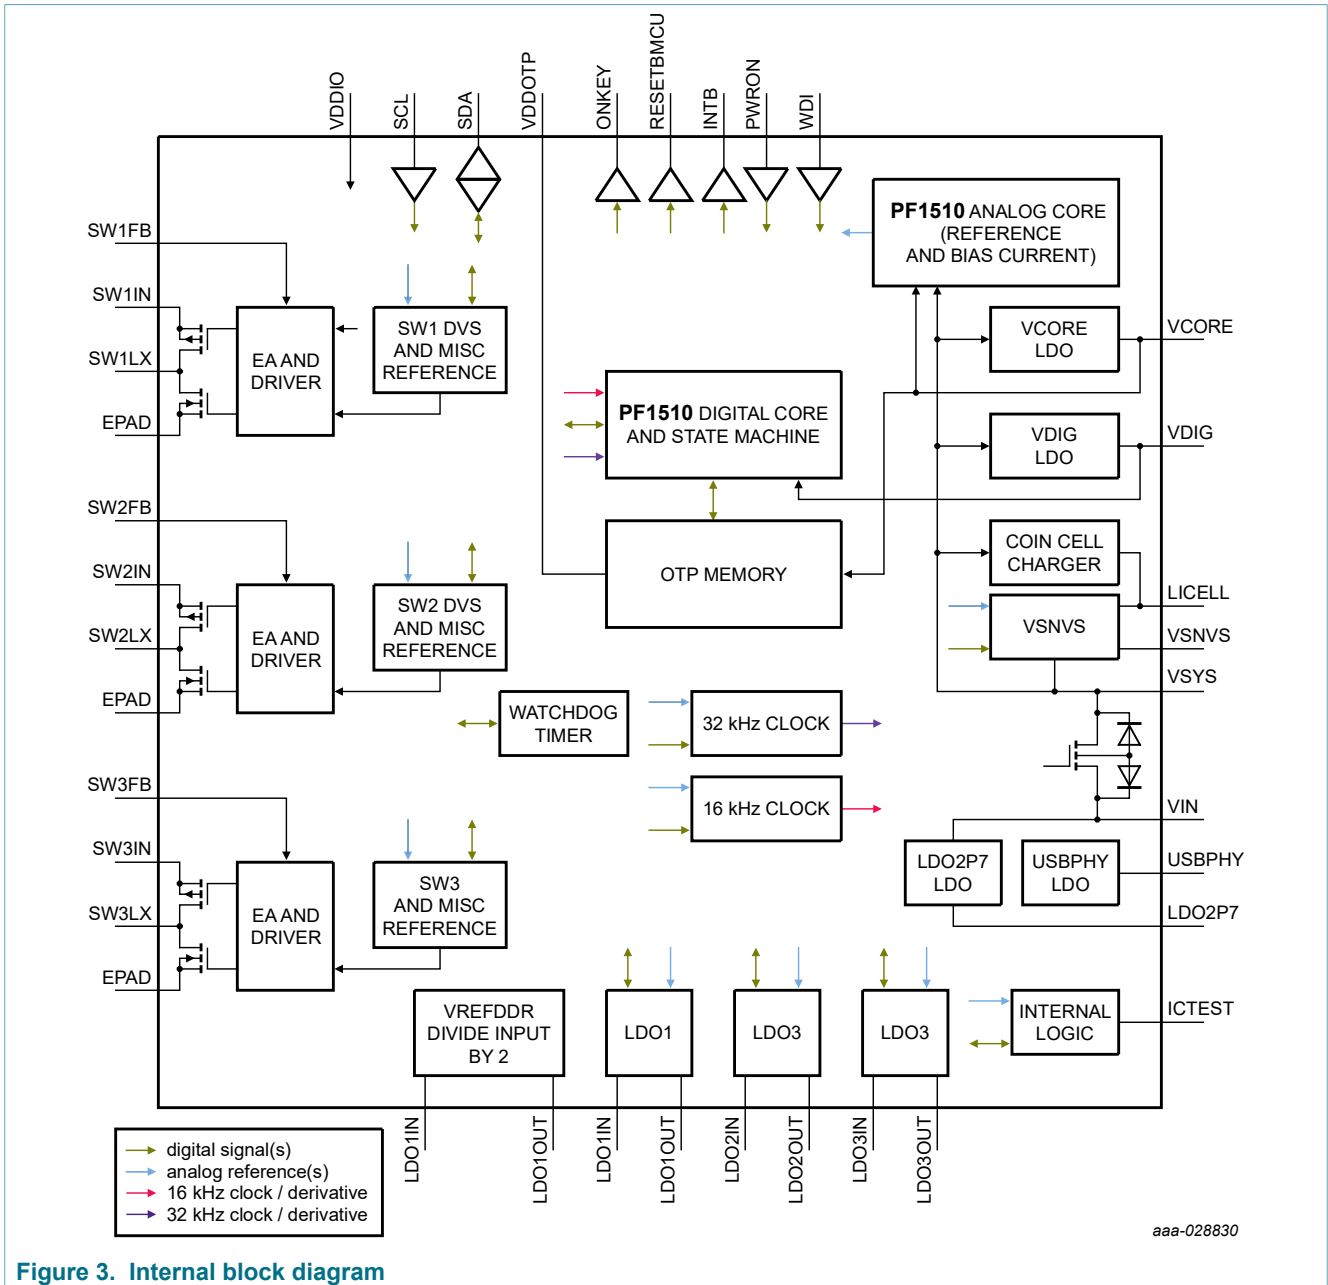 VDDIO
SCL
SDA
VDDOTP
ONKEY
RESETBMCU
INTB
PWRON
WDI
PF1510 ANALOG CORE
(REFERENCE
AND BIAS CURRENT)
SW1FB
SW1IN
SW1LX
EPAD
EA AND
DRIVER
SW1 DVS
AND MISC
REFERENCE
PF1510 DIGITAL CORE
AND STATE MACHINE
VCORE
LDO
VCORE
VDIG
LDO
VDIG
SW2FB
SW2IN
SW2LX
EPAD
EA AND
DRIVER
SW2 DVS
AND MISC
REFERENCE
OTP MEMORY
COIN CELL
CHARGER
LICELL
VSNVS
VSNVS
VSYS
WATCHDOG
TIMER
32 kHz CLOCK
16 kHz CLOCK
SW3FB
SW3IN
SW3LX
EPAD
EA AND
DRIVER
SW3
AND MISC
REFERENCE
VIN
LDO2P7
LDO
USBPHY
LDO
USBPHY
LDO2P7
VREFDDR
DIVIDE INPUT
BY 2
LDO1
LDO3
LDO3
INTERNAL
LOGIC
ICTEST
LDO1IN
LDO1OUT
LDO1IN
LDO1OUT
LDO2IN
LDO2OUT
LDO3IN
LDO3OUT
digital signal(s)
analog reference(s)
16 kHz clock / derivative
32 kHz clock / derivative
aaa-028830
Figure 3. Internal block diagram